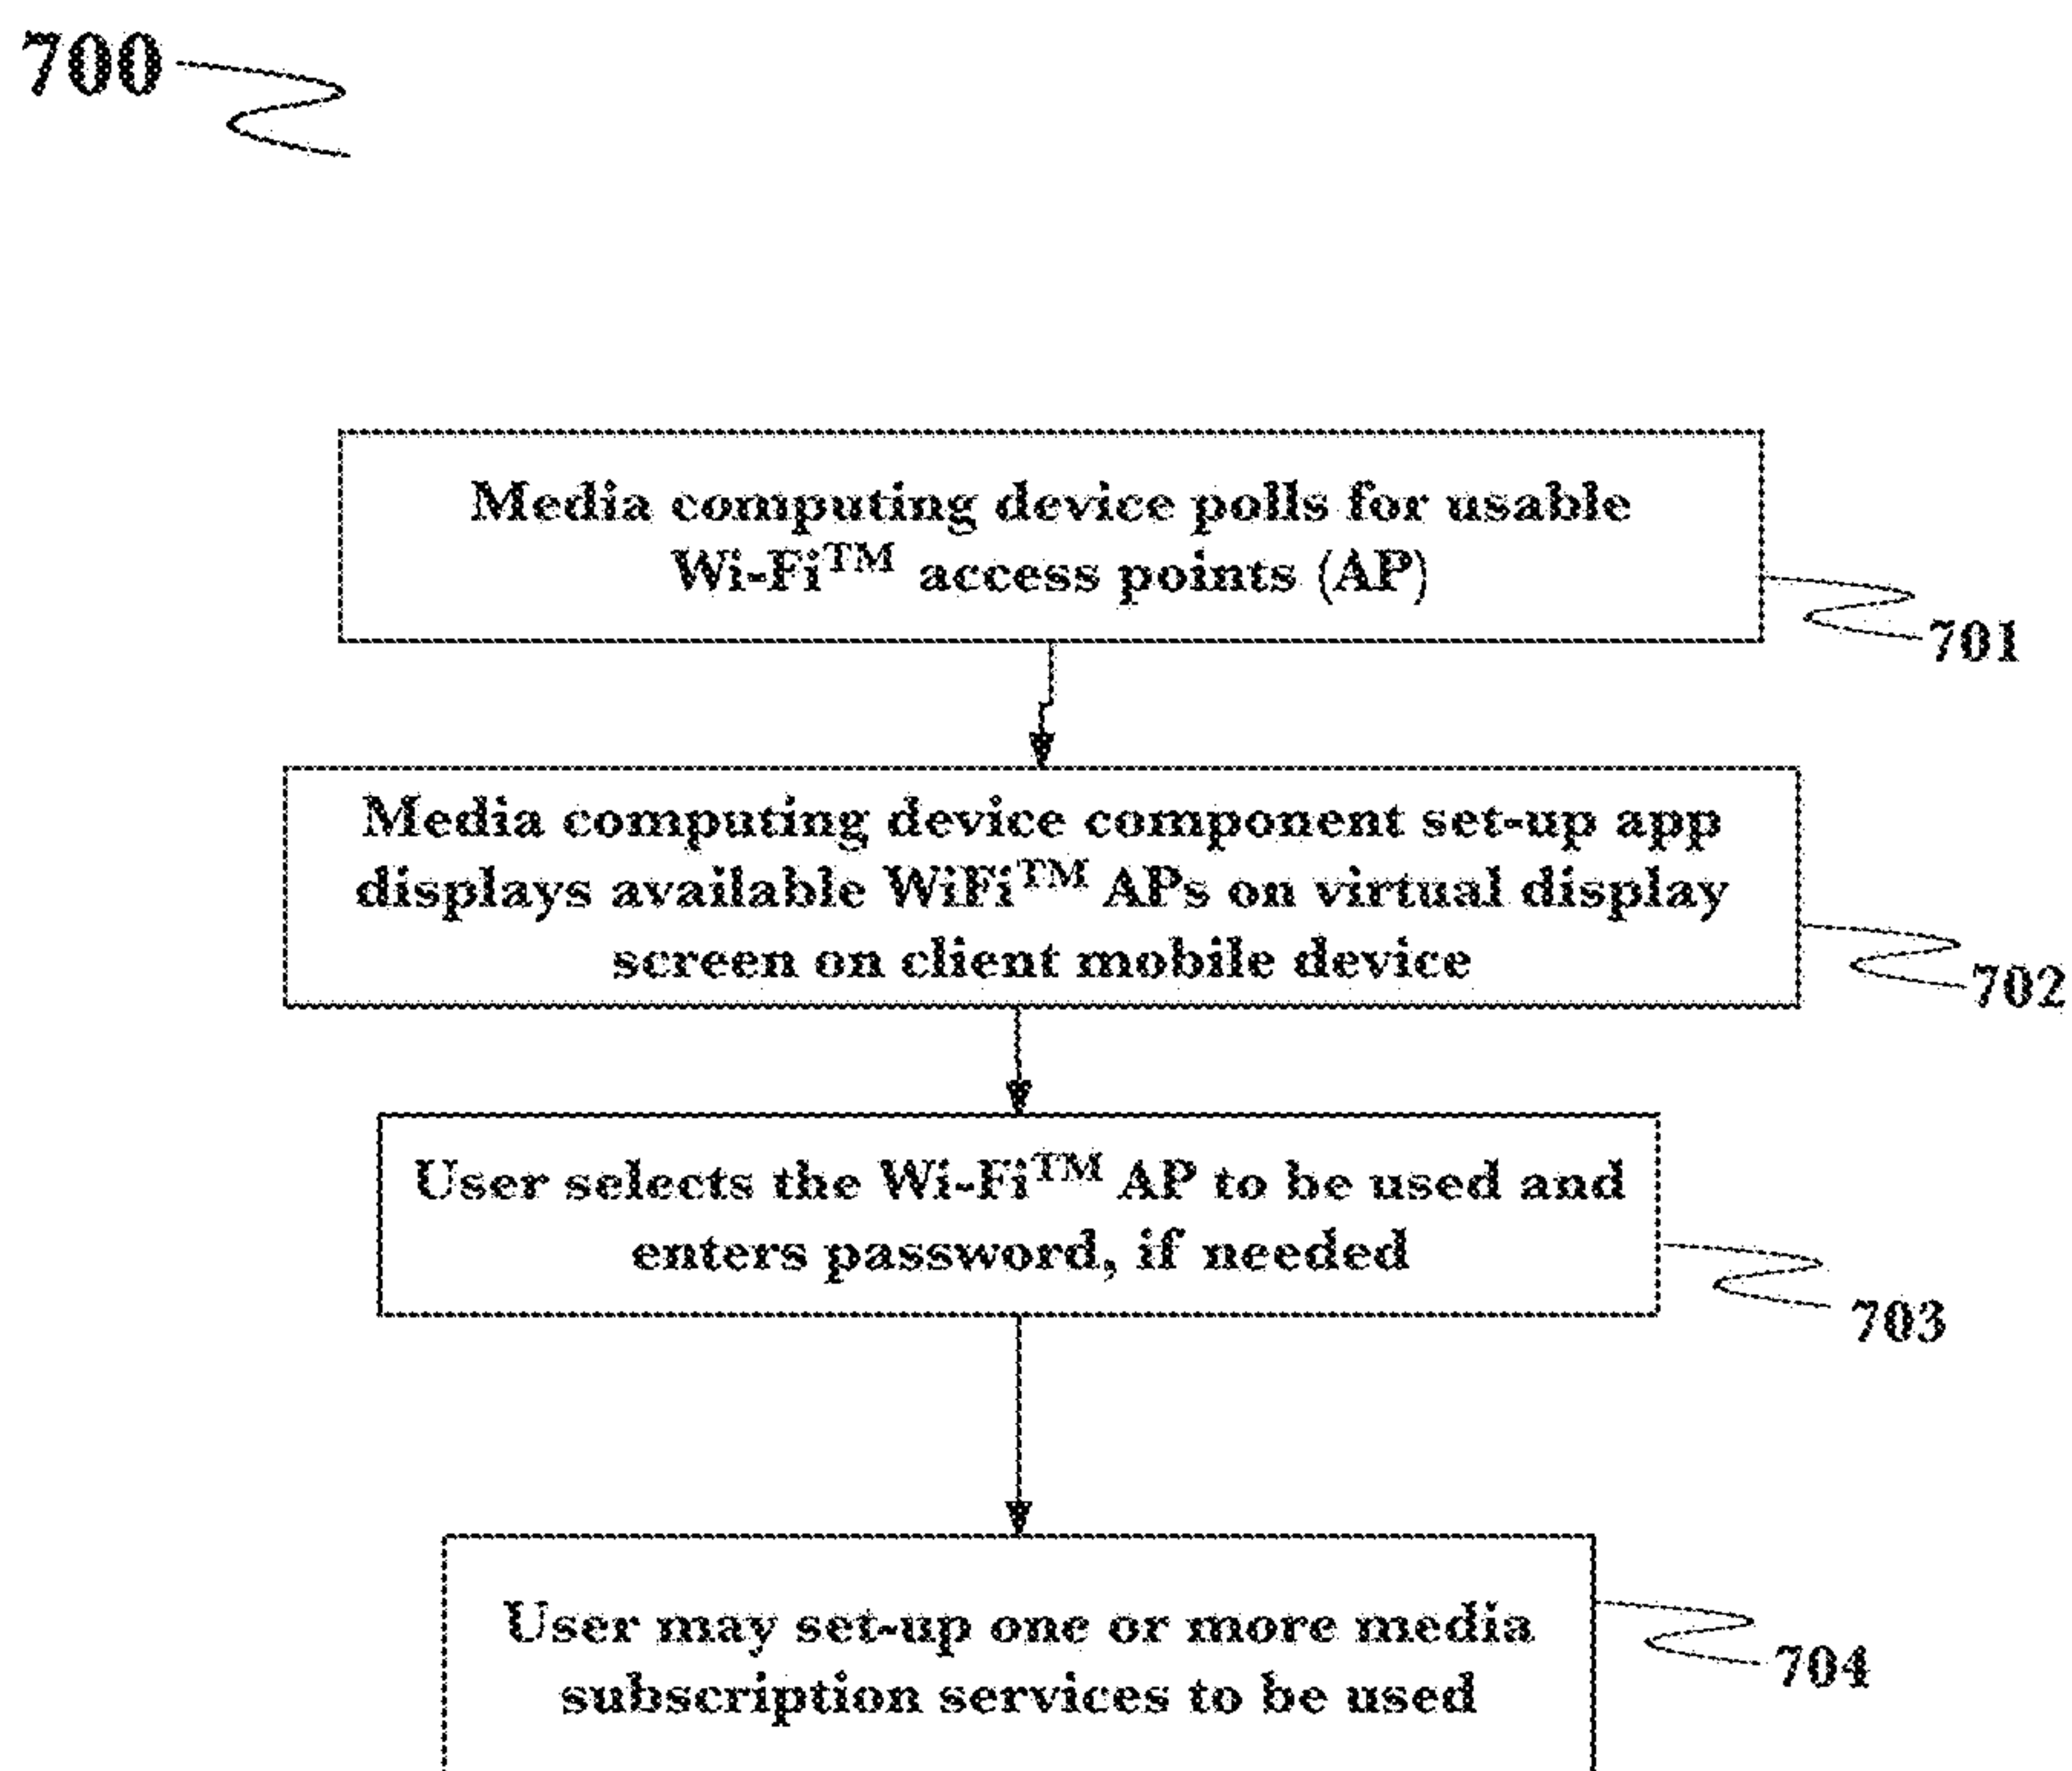 700
Media computing device polls for usable
Wi-Fi™ access points (AP)
701
Media computing device component set-up app
displays available WiFi™ APs on virtual display
screen on client mobile device
702
User selects the Wi-Fi™ AP to be used and
enters password, if needed
703
User may set-up one or more media
subscription services to be used
704